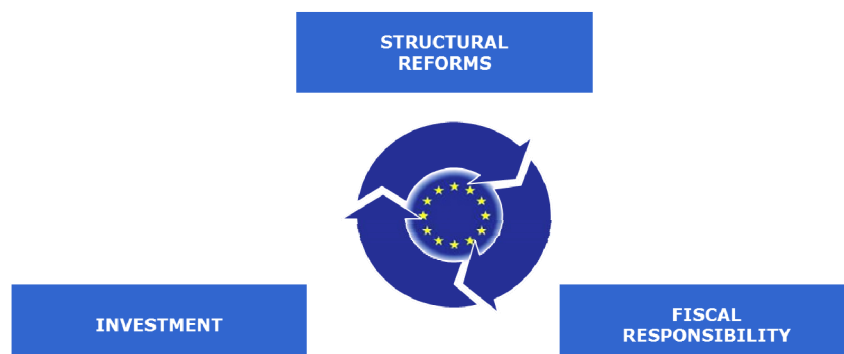 STRUCTURAL
REFORMS
INVESTMENT
FISCAL
RESPONSIBILITY